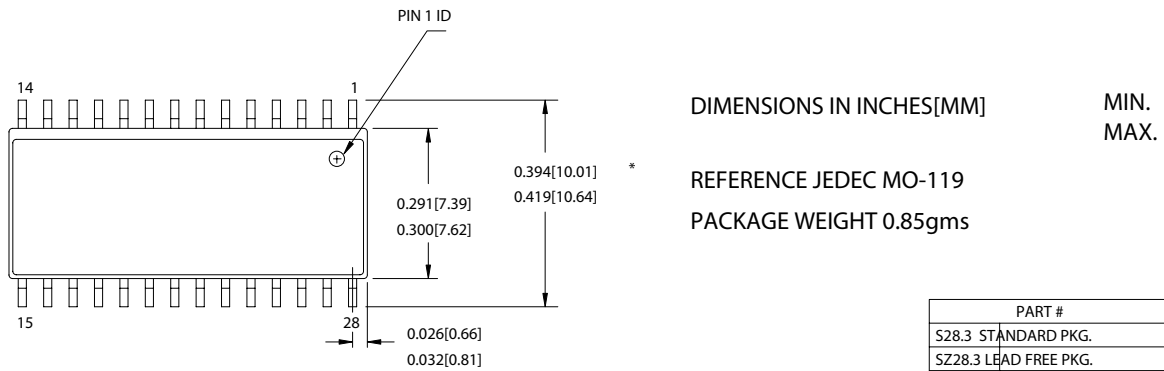 PIN 1 ID
14
1
DIMENSIONS IN INCHES[MM]
MIN.
MAX.
0.394[10.01]
0.419[10.64]
*
0.291[7.39]
0.300[7.62]
REFERENCE JEDEC MO-119
PACKAGE WEIGHT 0.85gms
15
28
0.026[0.66]
0.032[0.81]
PART #
S28.3 STANDARD PKG.
SZ28.3 LEAD FREE PKG.